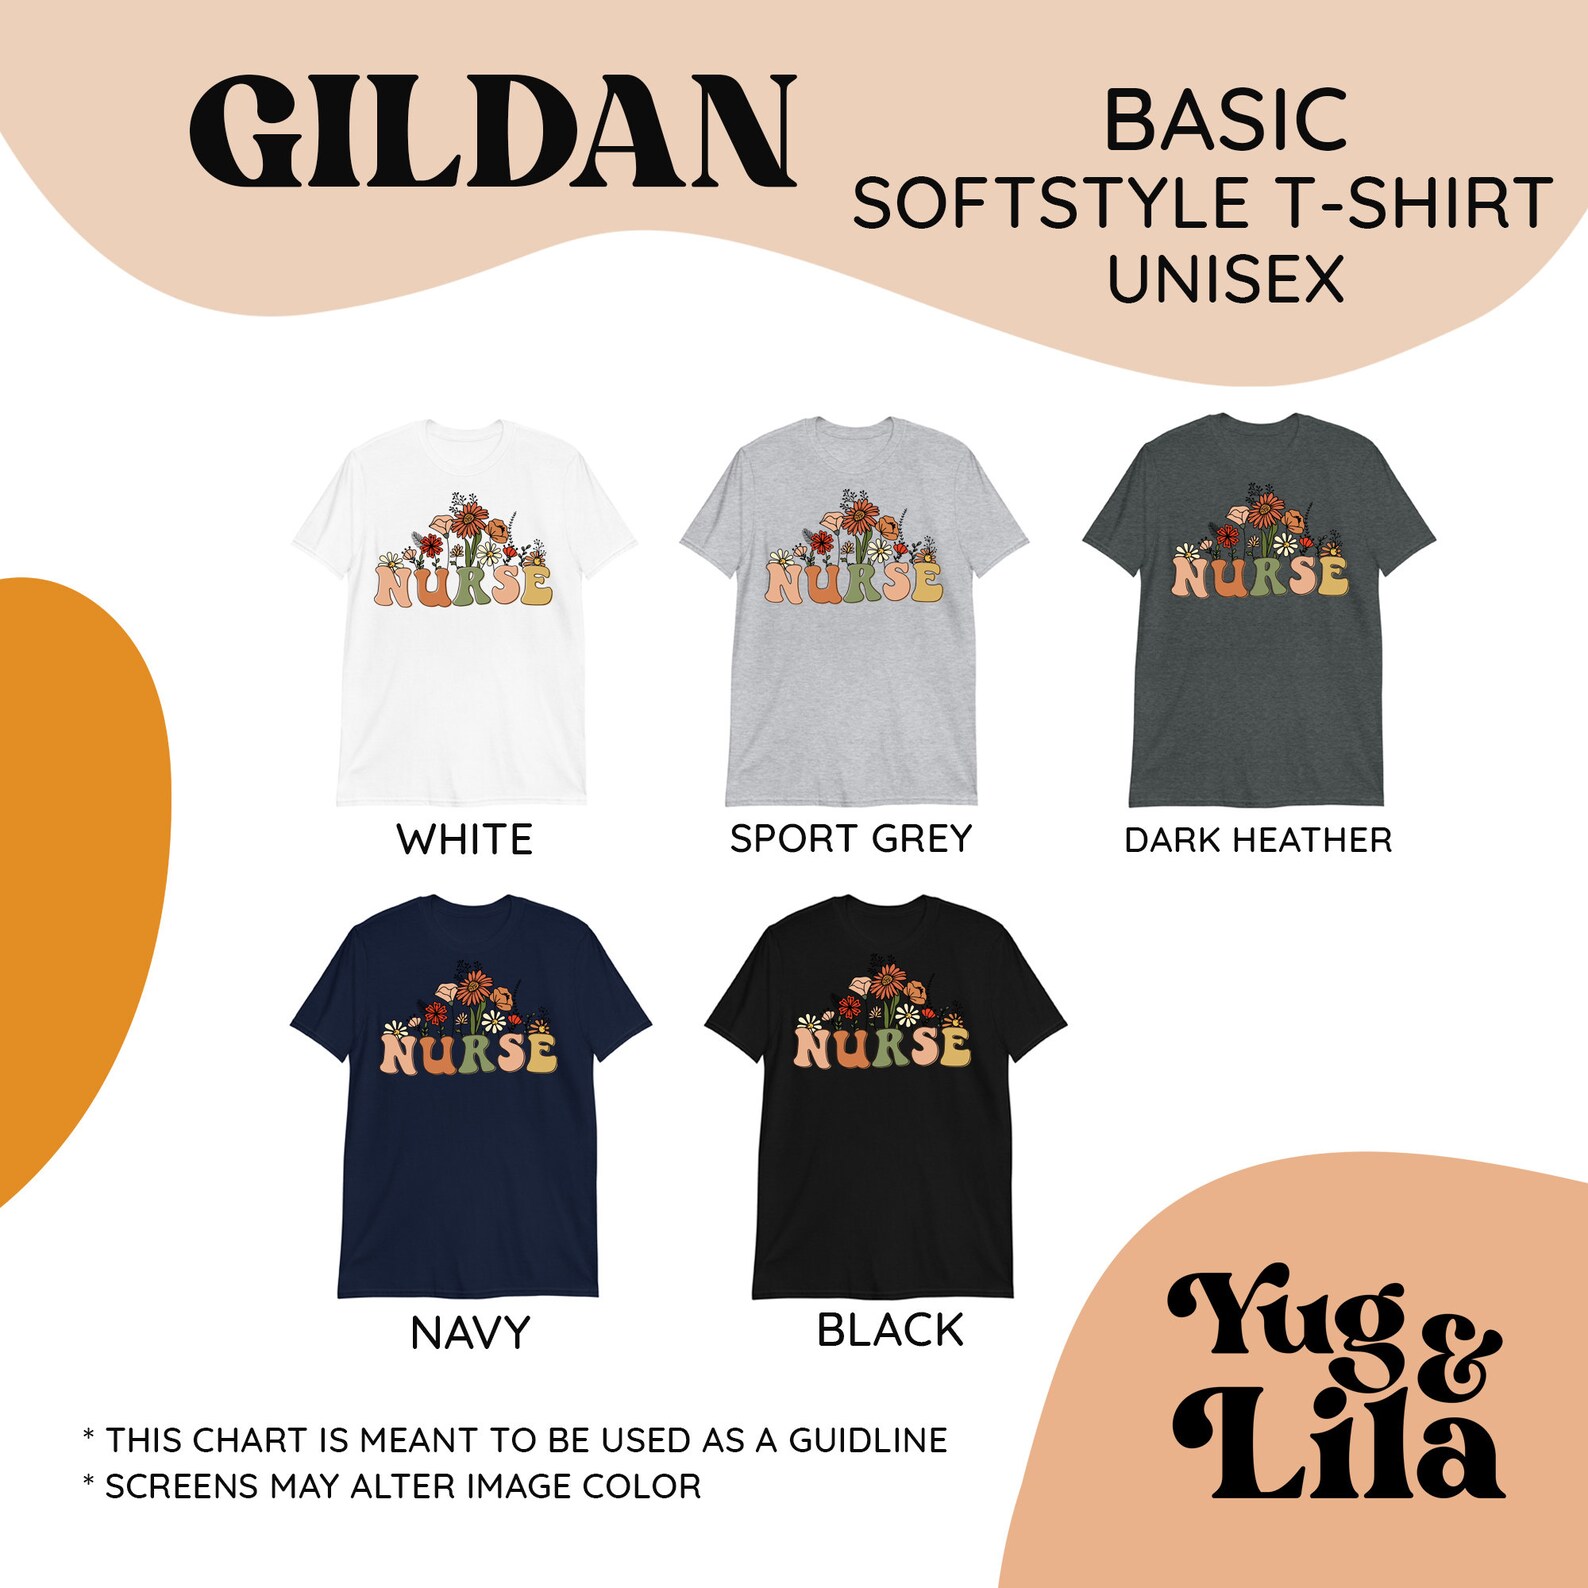 GILDAN
BASIC
SOFTSTYLE T-SHIRT
UNISEX
NURSE
NURSE
NURSE
WHITE
SPORT GREY
DARK HEATHER
NURSE
NURSE
NAVY
BLACK
* THIS CHART IS MEANT TO BE USED AS A GUIDLINE
* SCREENS MAY ALTER IMAGE COLOR
Yug &
Lila